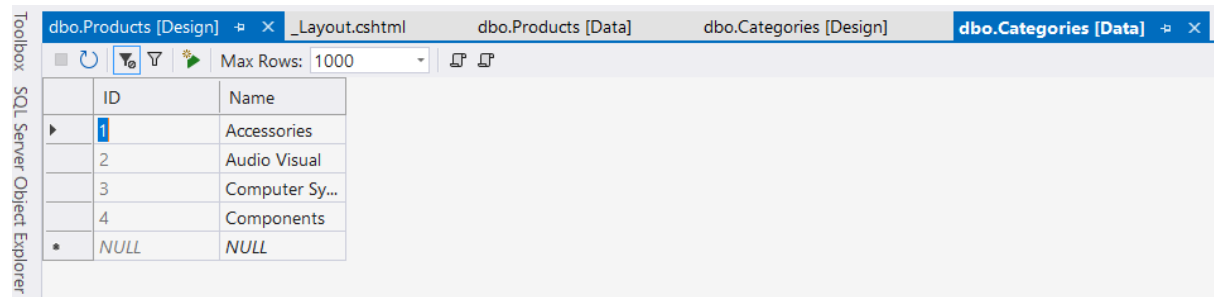 Toolbox
SQL Server Object Explorer
dbo.Products [Design] _Layout.cshtml dbo.Products [Data] dbo.Categories [Design] dbo.Categories [Data]
Max Rows: 1000
ID Name
1 Accessories
2 Audio Visual
3 Computer Sy...
4 Components
NULL NULL